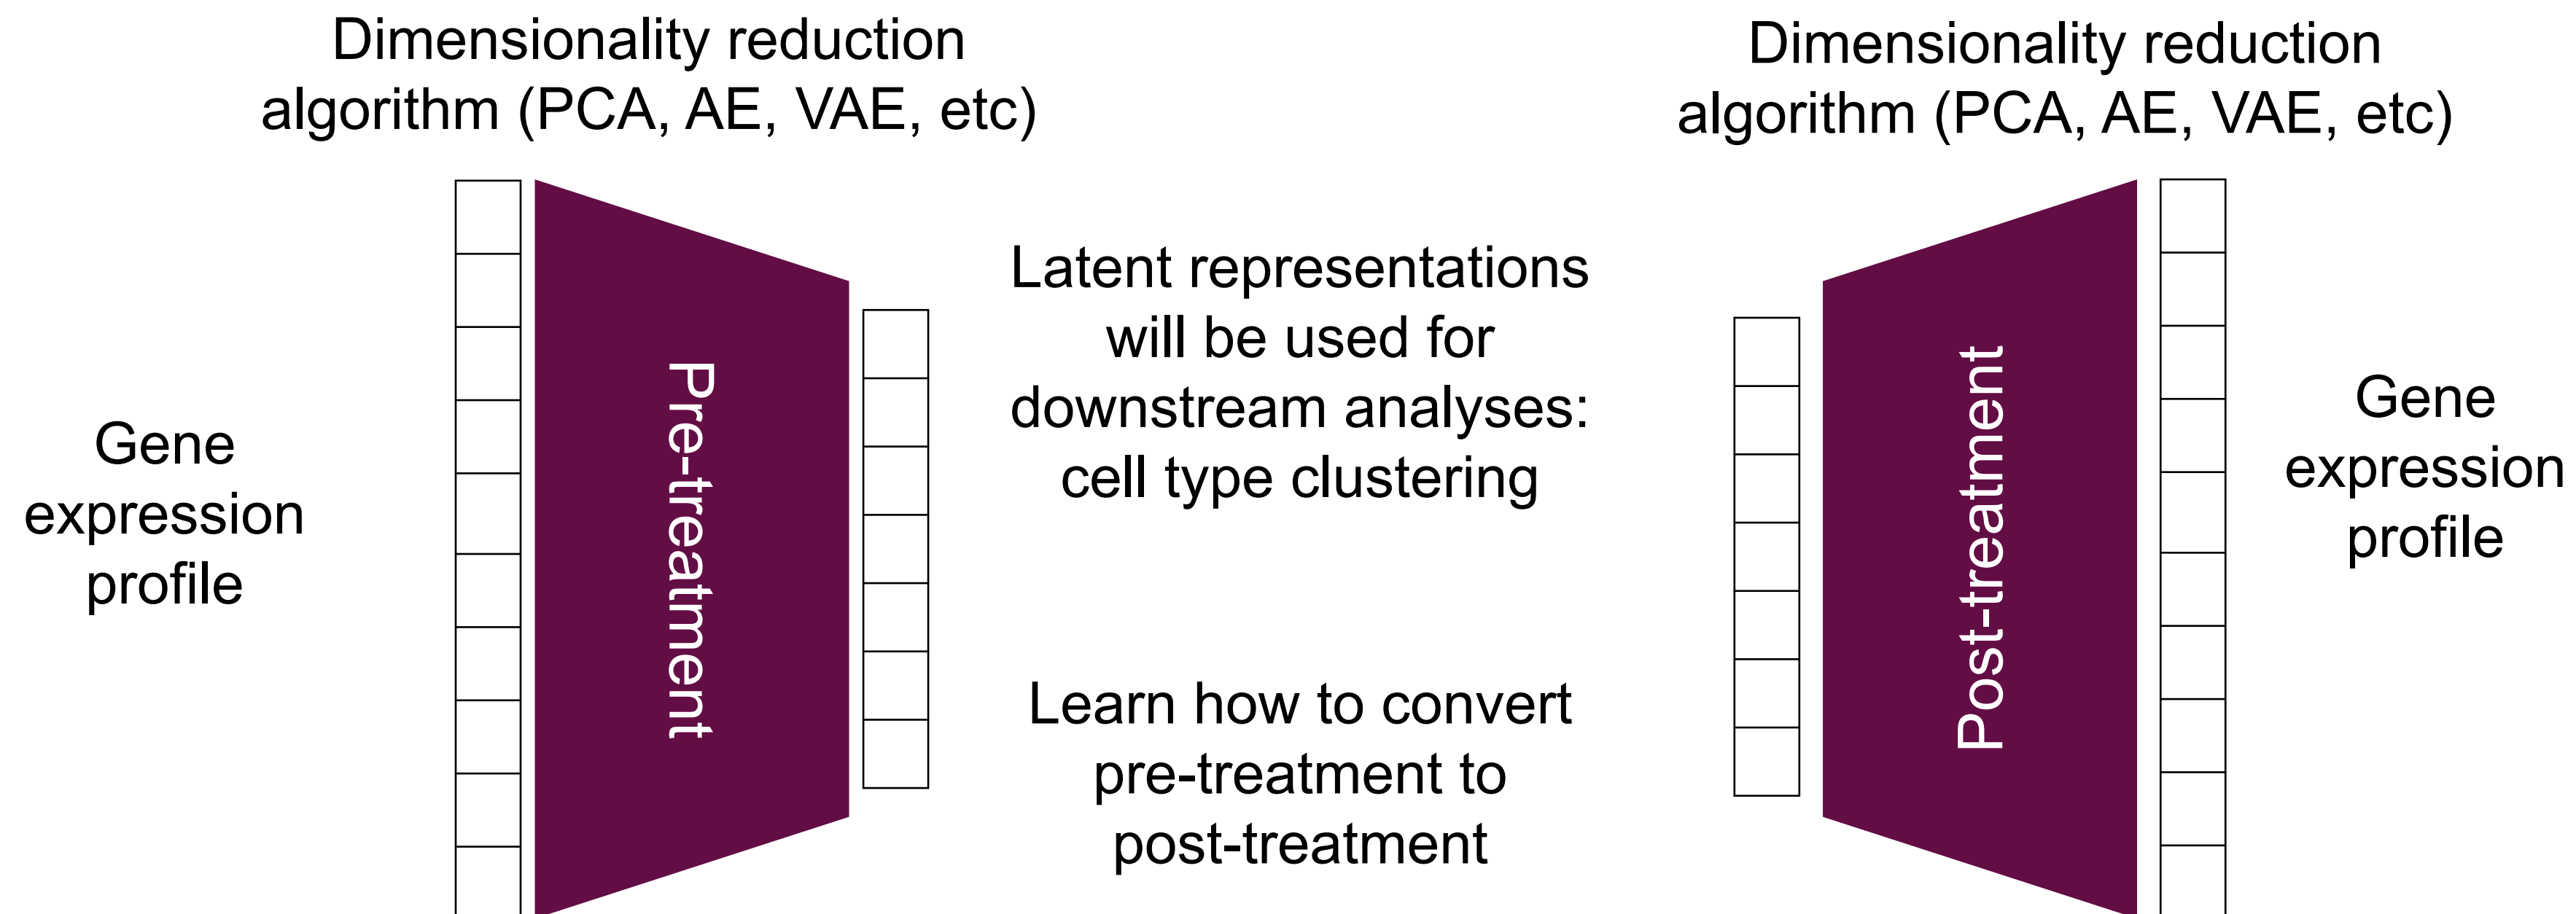 Dimensionality reduction
algorithm (PCA, AE, VAE, etc)
Dimensionality reduction
algorithm (PCA, AE, VAE, etc)
Gene
expression
profile
Pre-treatment
Latent representations
will be used for
downstream analyses:
cell type clustering
Learn how to convert
pre-treatment to
post-treatment
Post-treatment
Gene
expression
profile